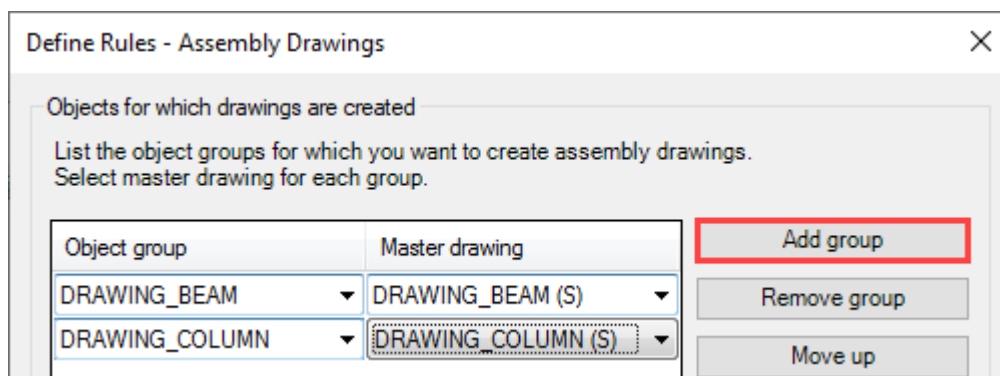 Define Rules - Assembly Drawings
Objects for which drawings are created
List the object groups for which you want to create assembly drawings.
Select master drawing for each group.
Object group Master drawing Add group
DRAWING_BEAM DRAWING_BEAM (S) Remove group
DRAWING_COLUMN DRAWING_COLUMN (S) Move up